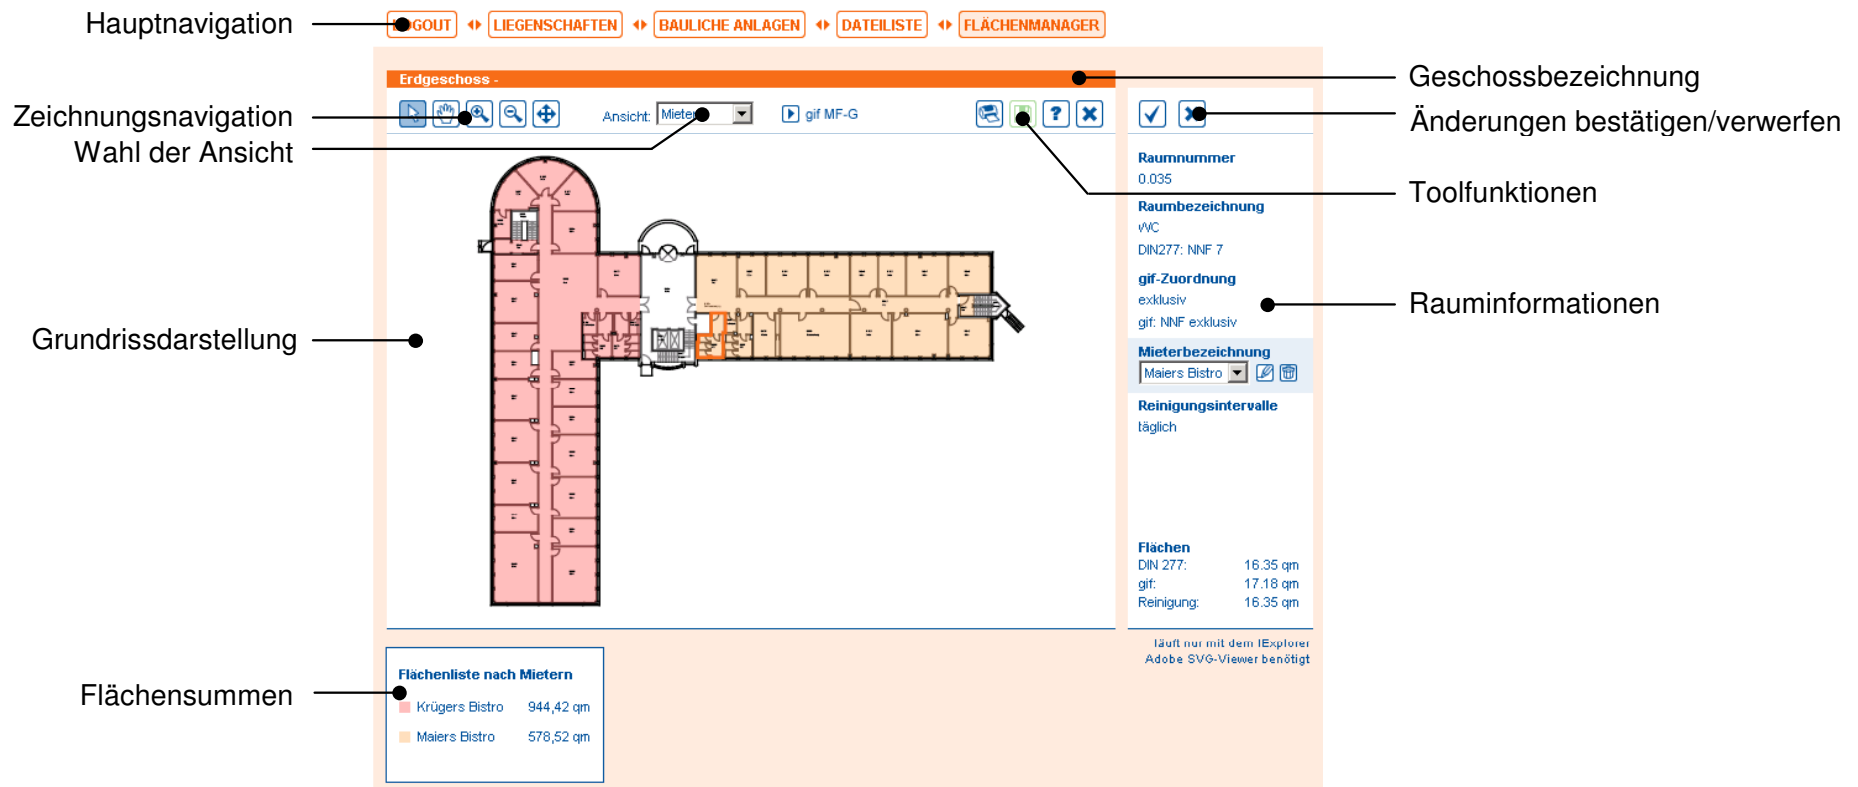 Hauptnavigation
LOGOUT LIEGENSCHAFTEN BAULICHE ANLAGEN DATEILISTE FLÄCHENMANAGER
Erdgeschoss -
Geschossbezeichnung
Zeichnungsnavigation
Ansicht: Mieter gif MF-G
Änderungen bestätigen/verwerfen
Wahl der Ansicht
Toolfunktionen
Raumnummer
0.035
Raumbezeichnung
WC
DIN277: NNF 7
gif-Zuordnung
exklusiv
gif: NNF exklusiv
Rauminformationen
Grundrissdarstellung
Mieterbezeichnung
Maiers Bistro
Reinigungsintervalle
täglich
Flächen
DIN 277: 16.35 qm
gif: 17.18 qm
Reinigung: 16.35 qm
läuft nur mit dem IExplorer
Adobe SVG-Viewer benötigt
Flächensummen
Flächenliste nach Mietern
Krügers Bistro 944,42 qm
Maiers Bistro 578,52 qm